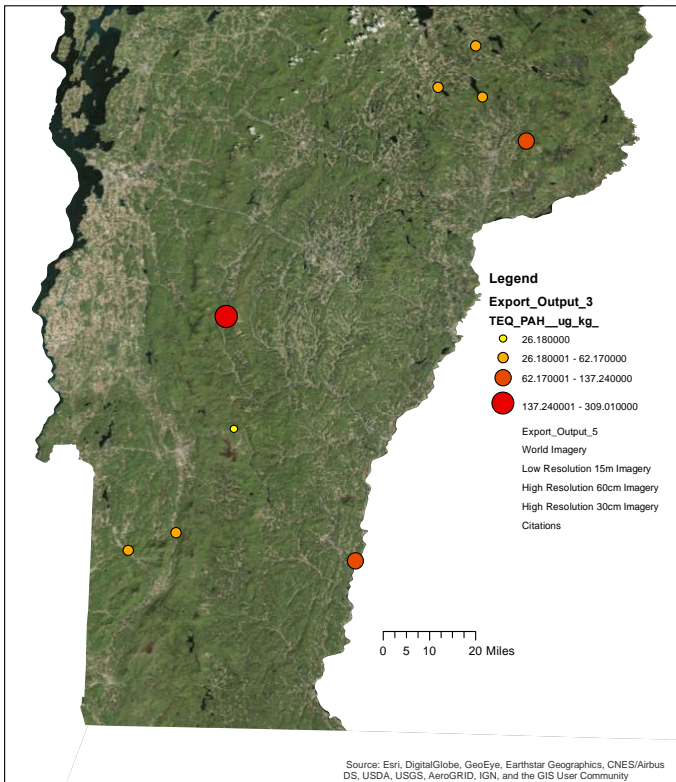 Legend
Export_Output_3
TEQ_PAH__ug_kg_
26.180000
26.180001 - 62.170000
62.170001 - 137.240000
137.240001 - 309.010000
Export_Output_5
World Imagery
Low Resolution 15m Imagery
High Resolution 60cm Imagery
High Resolution 30cm Imagery
Citations
0 5 10 20 Miles
Source: Esri, DigitalGlobe, GeoEye, Earthstar Geographics, CNES/Airbus
DS, USDA, USGS, AeroGRID, IGN, and the GIS User Community